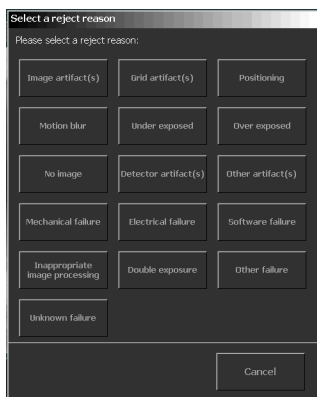 Select a reject reason
Please select a reject reason:
Image artifact(s)
Grid artifact(s)
Positioning
Motion blur
Under exposed
Over exposed
No image
Detector artifact(s)
Other artifact(s)
Mechanical failure
Electrical failure
Software failure
Inappropriate
image processing
Double exposure
Other failure
Unknown failure
Cancel